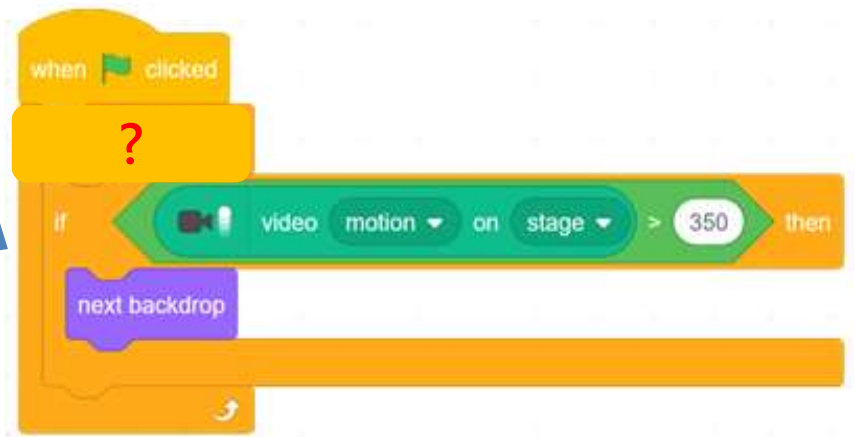 when clicked
?
if video motion on stage > 350 then
next backdrop